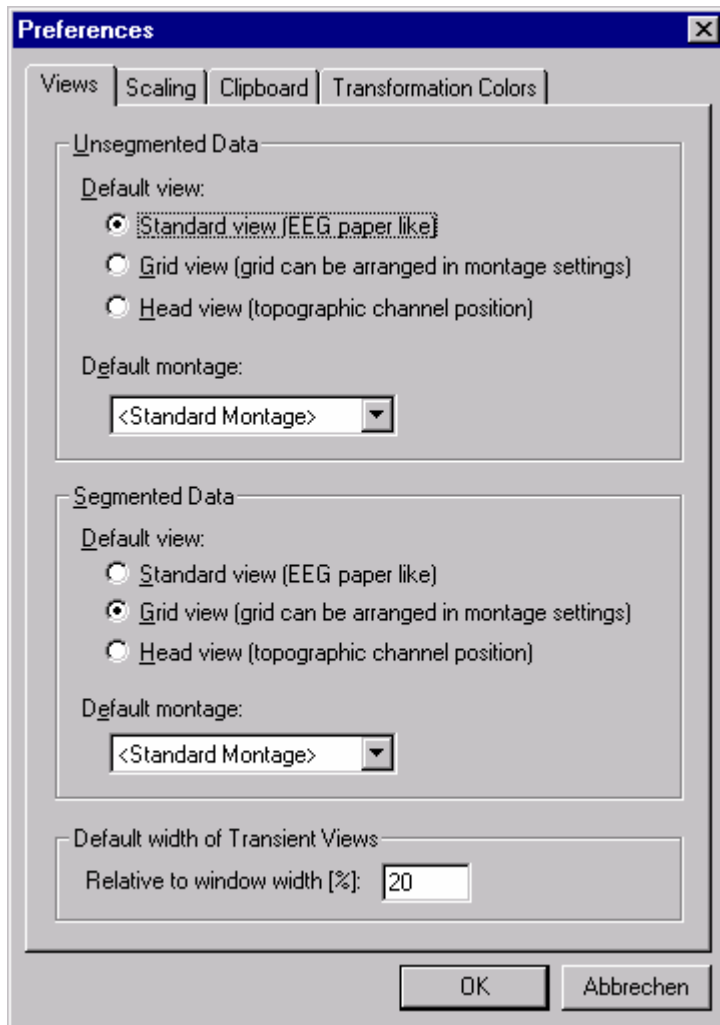 Preferences
Views Scaling Clipboard Transformation Colors
Unsegmented Data
Default view:
Standard view (EEG paper like)
Grid view (grid can be arranged in montage settings)
Head view (topographic channel position)
Default montage:
<Standard Montage>
Segmented Data
Default view:
Standard view (EEG paper like)
Grid view (grid can be arranged in montage settings)
Head view (topographic channel position)
Default montage:
<Standard Montage>
Default width of Transient Views
Relative to window width [%]: 20
OK Abbrechen